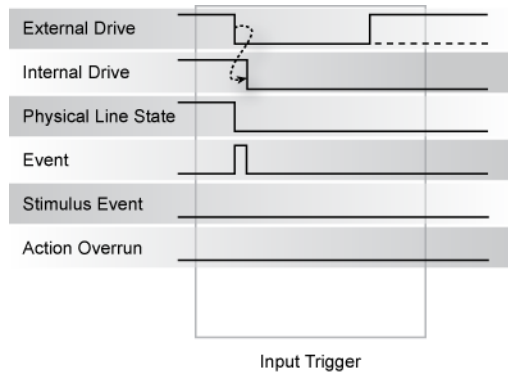 External Drive
Internal Drive
Physical Line State
Event
Stimulus Event
Action Overrun
Input Trigger